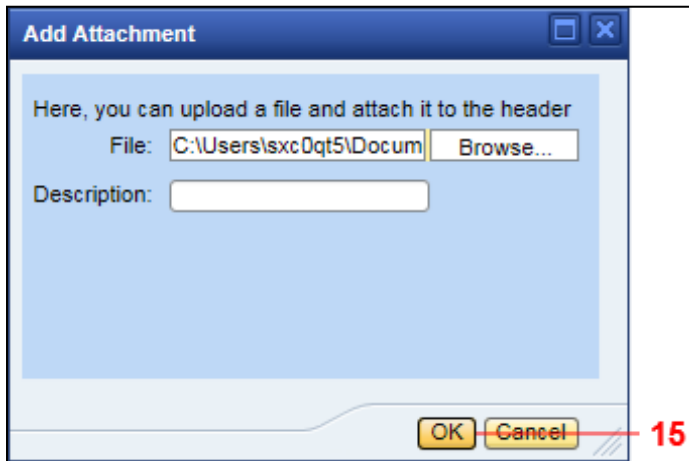 Add Attachment
Here, you can upload a file and attach it to the header
File: C:\Users\sxc0qt5\Docum Browse...
Description:
OK Cancel 15